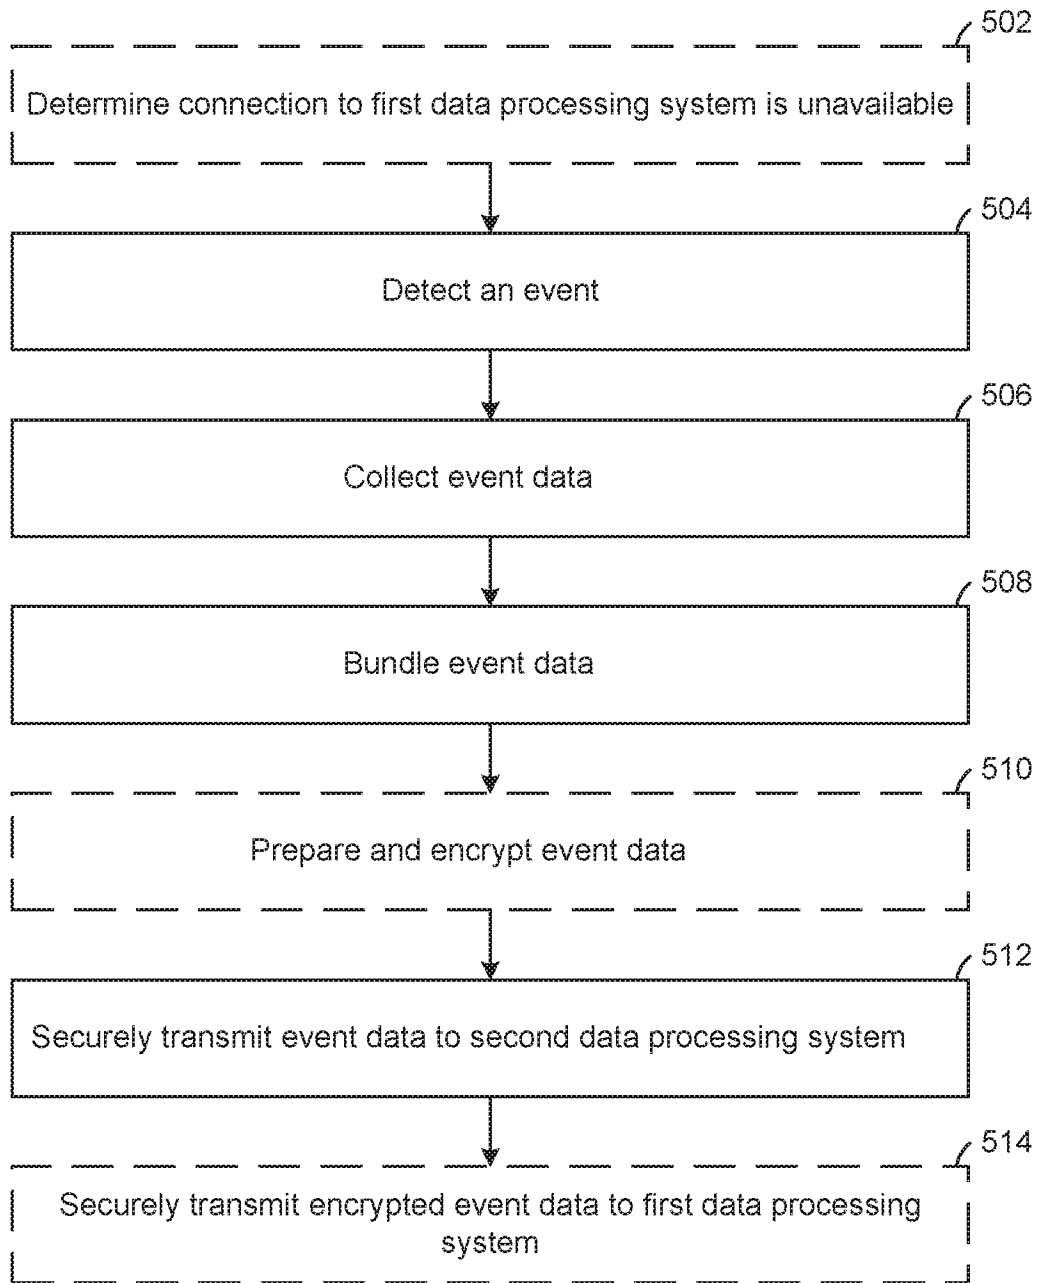 502
Determine connection to first data processing system is unavailable
504
Detect an event
506
Collect event data
508
Bundle event data
510
Prepare and encrypt event data
512
Securely transmit event data to second data processing system
514
Securely transmit encrypted event data to first data processing
system